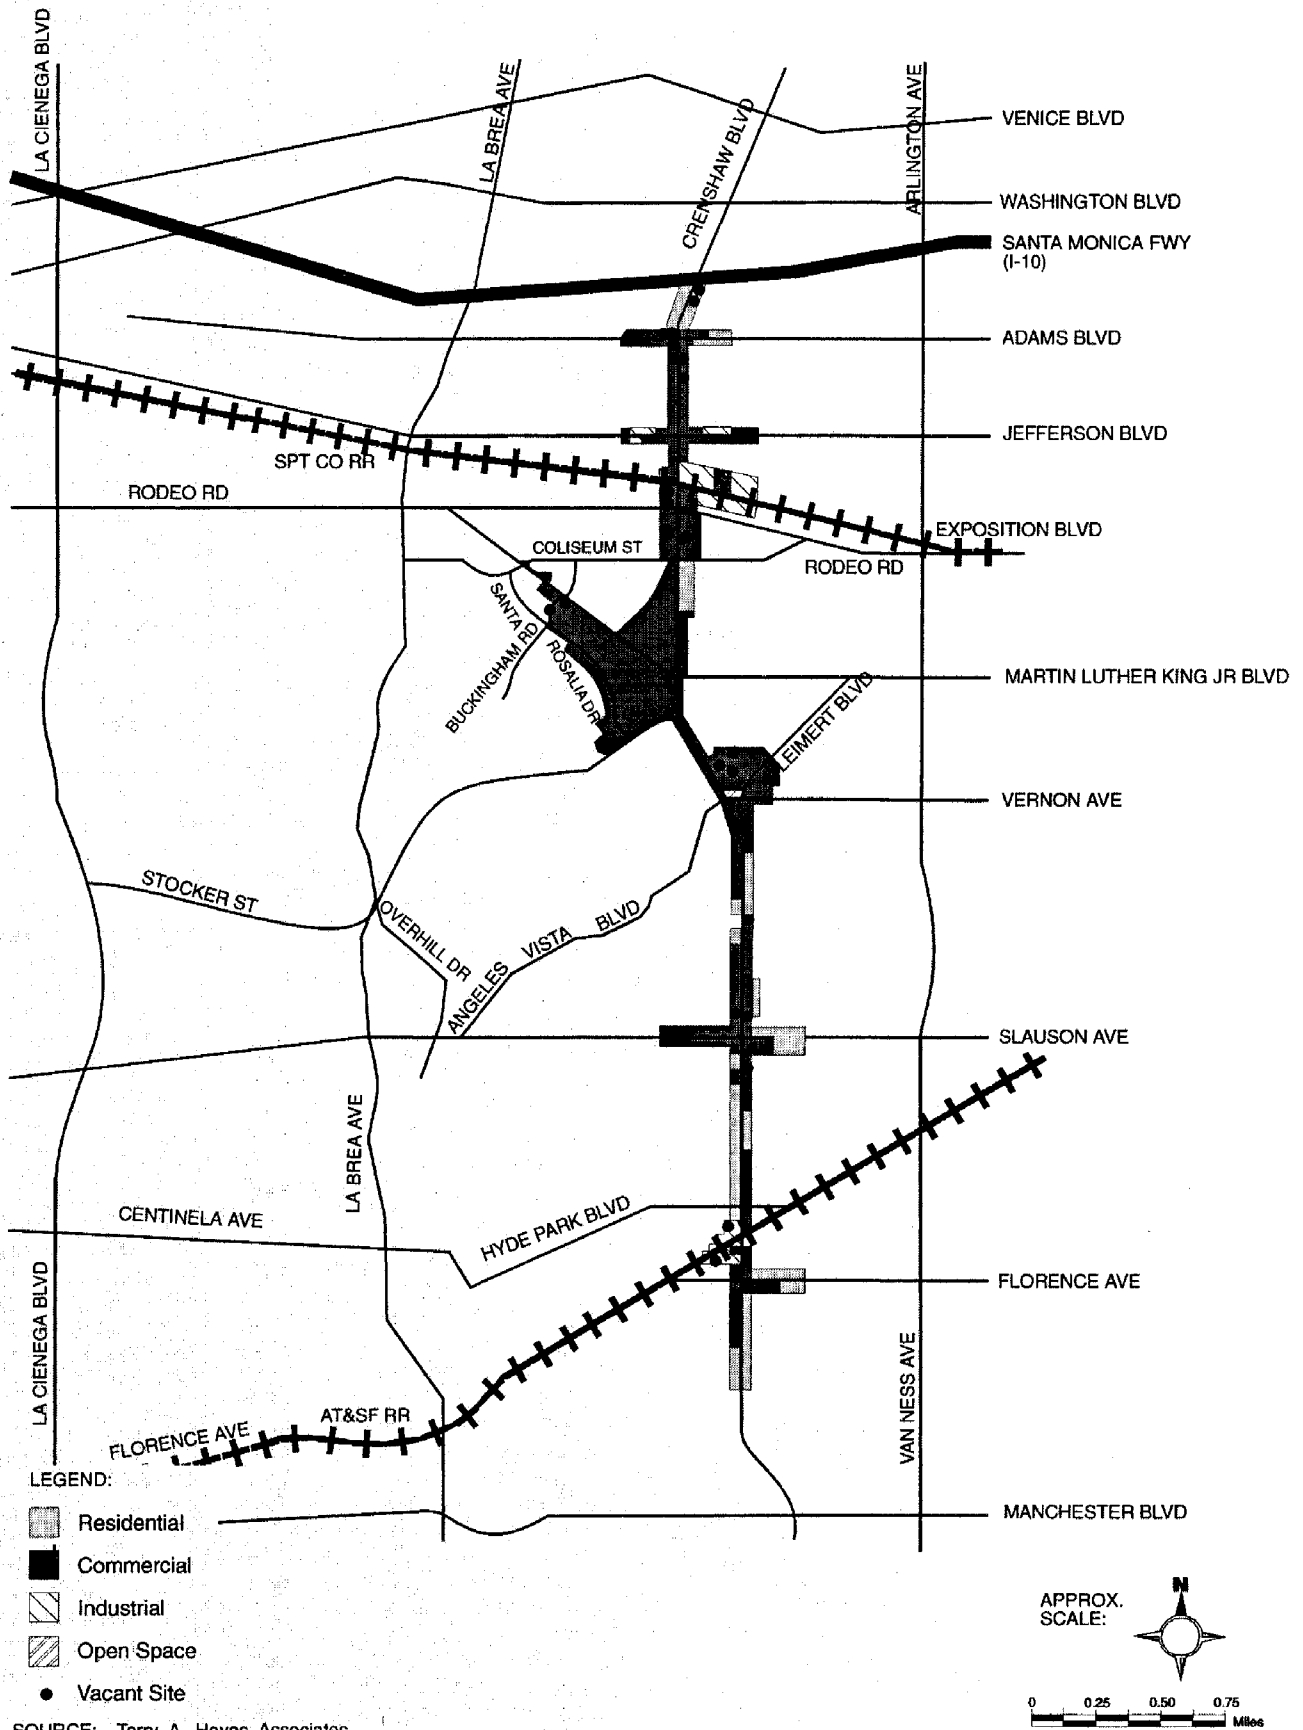 LA CIENEGA BLVD
LA BREA AVE
CRENSHAW BLVD
ARLINGTON AVE
VENICE BLVD
WASHINGTON BLVD
SANTA MONICA FWY
(I-10)
ADAMS BLVD
JEFFERSON BLVD
SPT CO RR
RODEO RD
EXPOSITION BLVD
COLISEUM ST
RODEO RD
SANTA
ROSALIA DR
BUCKINGHAM RD
MARTIN LUTHER KING JR BLVD
LEIMERT BLVD
VERNON AVE
STOCKER ST
OVERHILL DR
ANGELES VISTA BLVD
SLAUSON AVE
LA BREA AVE
CENTINELA AVE
HYDE PARK BLVD
FLORENCE AVE
LA CIENEGA BLVD
VAN NESS AVE
AT&SF RR
FLORENCE AVE
LEGEND:
Residential
Commercial
Industrial
Open Space
Vacant Site
MANCHESTER BLVD
N
APPROX.
SCALE:
0 0.25 0.50 0.75
Miles
SOURCE: Terry A. Hayes Associates